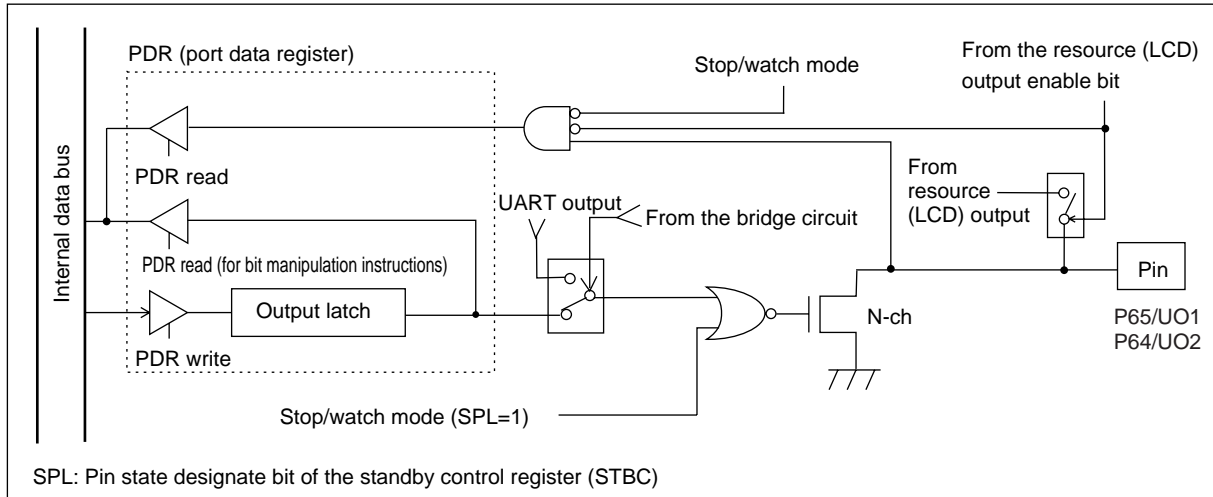 PDR (port data register)
Stop/watch mode
From the resource (LCD)
output enable bit
Internal data bus
PDR read
From
resource
(LCD) output
UART output
From the bridge circuit
PDR read (for bit manipulation instructions)
Pin
Output latch
N-ch
P65/UO1
P64/UO2
PDR write
Stop/watch mode (SPL=1)
SPL: Pin state designate bit of the standby control register (STBC)